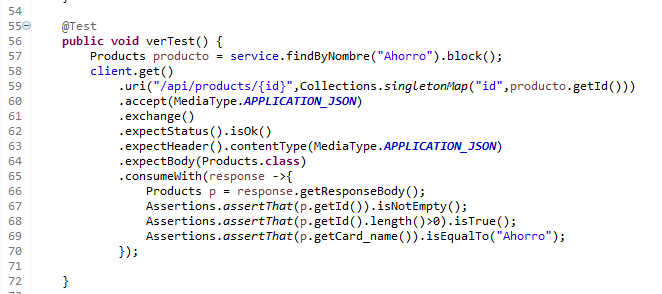 54
55 @Test
56 public void verTest() {
57 Products producto = service.findByNombre("Ahorro").block();
58 client.get()
59 .uri("/api/products/{id}",Collections.singletonMap("id",producto.getId()))
60 .accept(MediaType.APPLICATION_JSON)
61 .exchange()
62 .expectStatus().isOk()
63 .expectHeader().contentType(MediaType.APPLICATION_JSON)
64 .expectBody(Products.class)
65 .consumeWith(response ->{
66 Products p = response.getResponseBody();
67 Assertions.assertThat(p.getId()).isNotEmpty();
68 Assertions.assertThat(p.getId().length()>0).isTrue();
69 Assertions.assertThat(p.getCard_name()).isEqualTo("Ahorro");
70 });
71
72 }